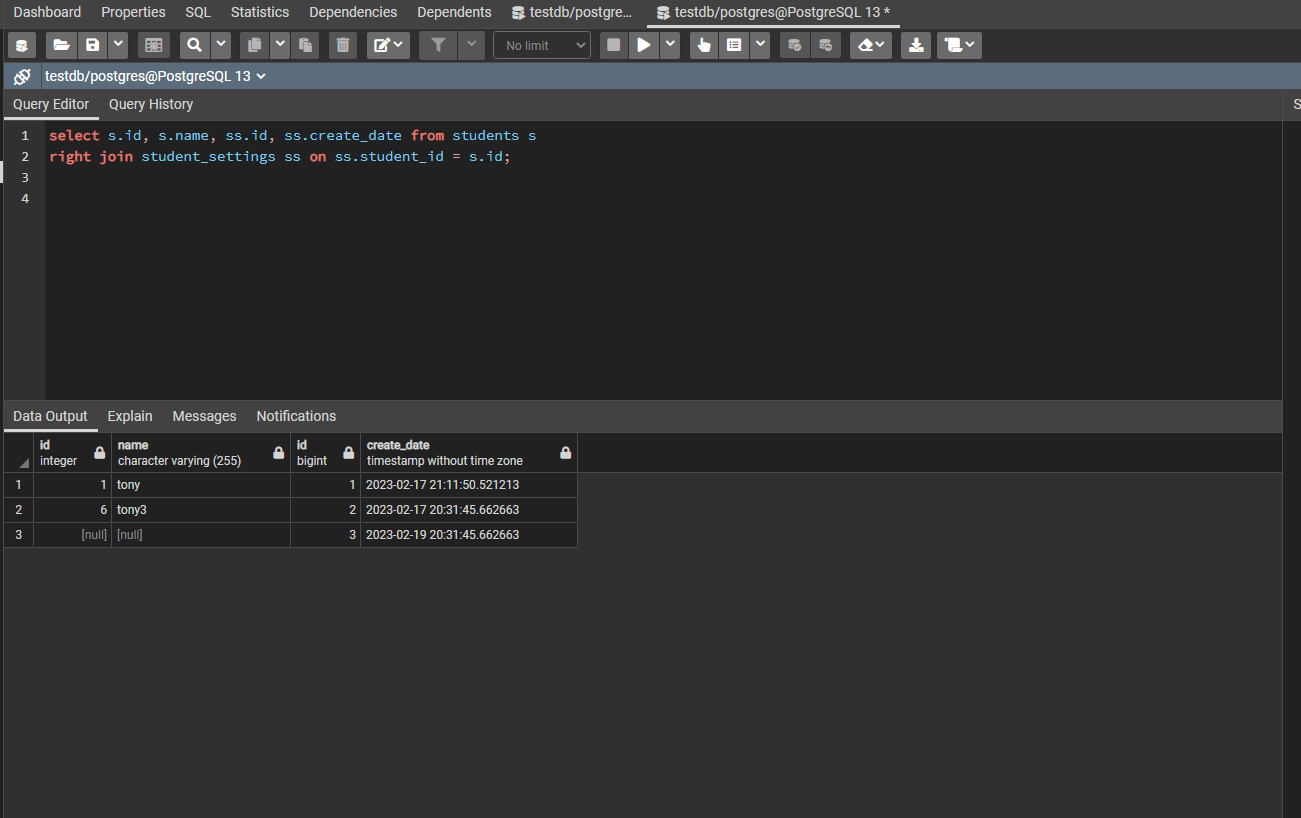 Dashboard Properties SQL Statistics Dependencies Dependents testdb/postgre... testdb/postgres@PostgreSQL 13 *
No limit
testdb/postgres@PostgreSQL 13
Query Editor Query History S
1 select s.id, s.name, ss.id, ss.create_date from students s
2 right join student_settings ss on ss.student_id = s.id;
3
4
Data Output Explain Messages Notifications
id name id create_date
integer character varying (255) bigint timestamp without time zone
1 1 tony 1 2023-02-17 21:11:50.521213
2 6 tony3 2 2023-02-17 20:31:45.662663
3 [null] [null] 3 2023-02-19 20:31:45.662663